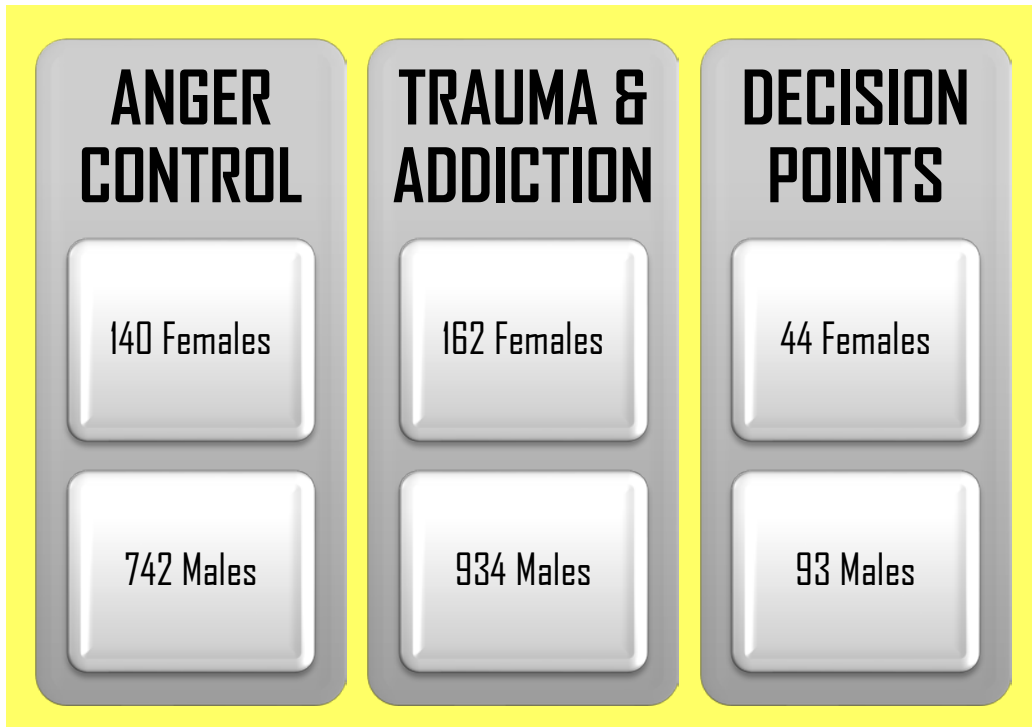 ANGER
CONTROL
140 Females
742 Males
TRAUMA &
ADDICTION
162 Females
934 Males
DECISION
POINTS
44 Females
93 Males